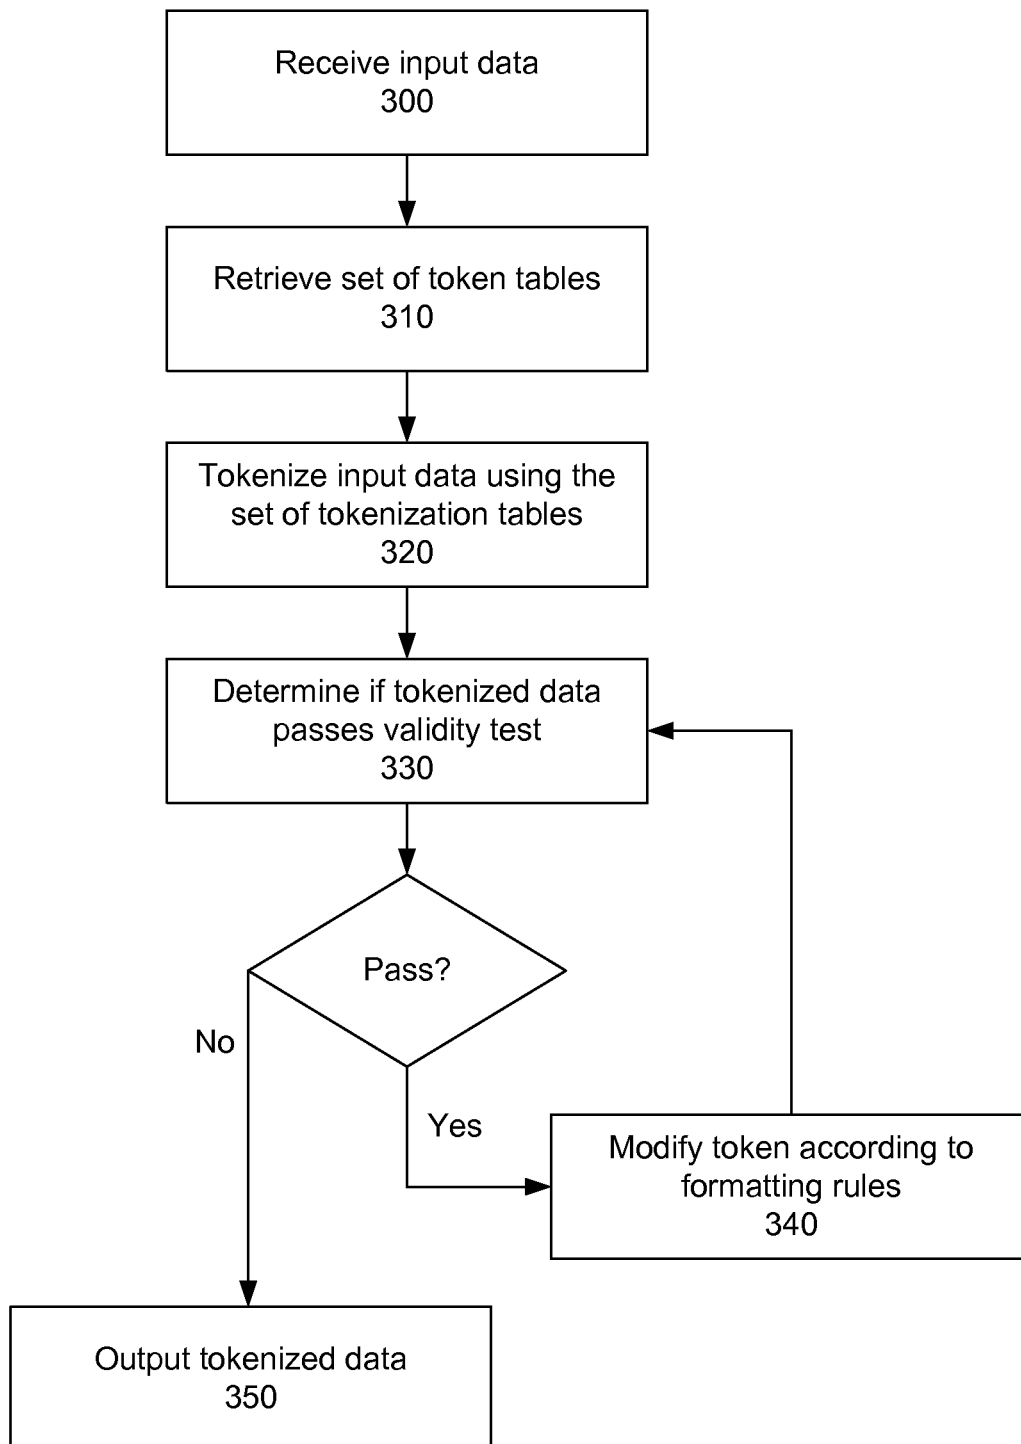 Receive input data
300
Retrieve set of token tables
310
Tokenize input data using the
set of tokenization tables
320
Determine if tokenized data
passes validity test
330
Pass?
No
Yes
Modify token according to
formatting rules
340
Output tokenized data
350